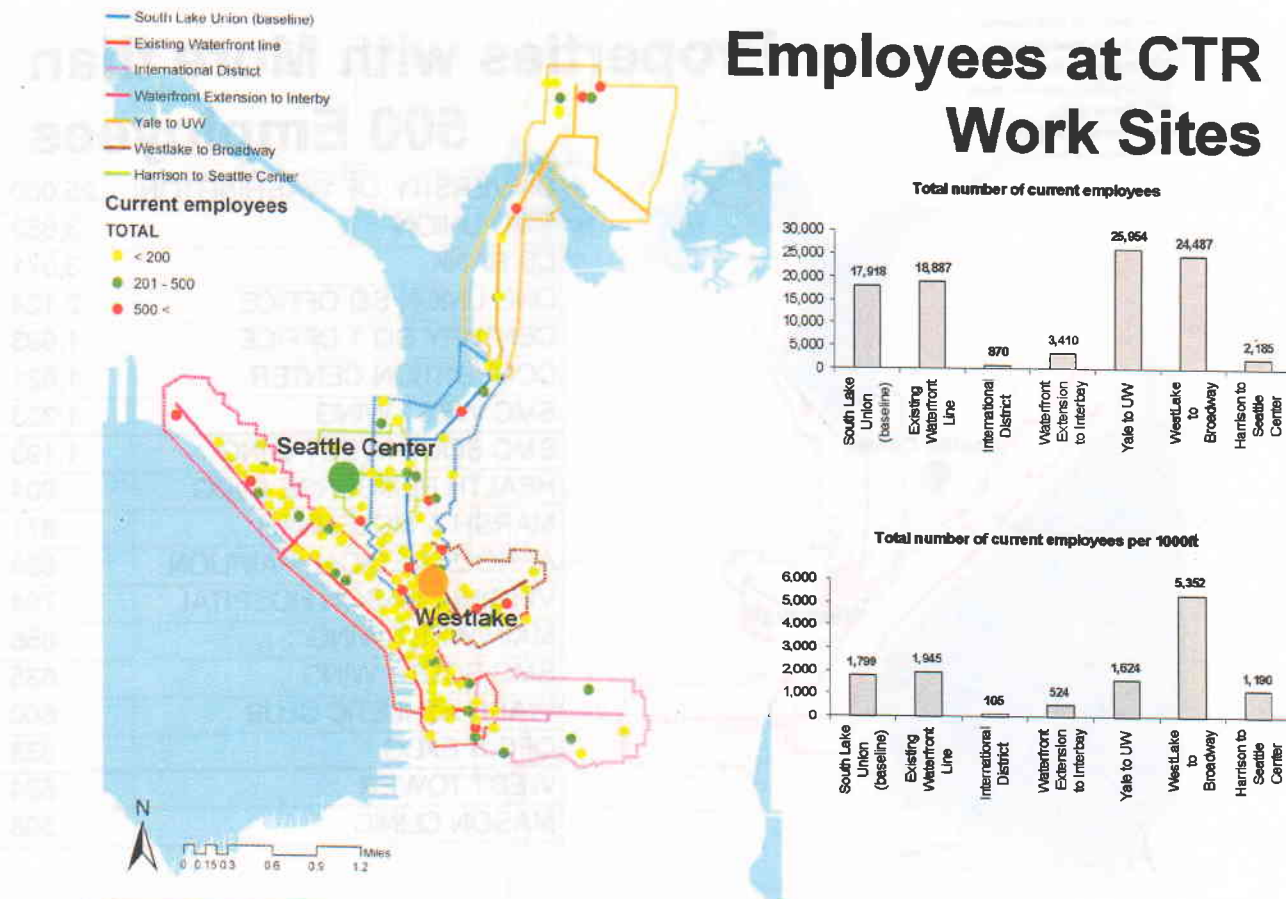 South Lake Union (baseline)
Existing Waterfront line
International District
Waterfront Extension to Interby
Yale to UW
Westlake to Broadway
Harrison to Seattle Center
Current employees
TOTAL
< 200
201 - 500
500 <
Seattle Center
Westlake
N
0 0.15 0.3 0.6 0.9 1.2
Miles
Employees at CTR
Work Sites
Total number of current employees
30,000
25,000
20,000
15,000
10,000
5,000
0
17,918
18,887
870
3,410
25,954
24,487
2,185
South Lake
Union
(baseline)
Existing
Waterfront
Line
International
District
Waterfront
Extension
to Interbay
Yale to UW
WestLake
to
Broadway
Harrison to
Seattle
Center
Total number of current employees per 1000ft
6,000
5,000
4,000
3,000
2,000
1,000
0
1,799
1,945
105
524
1,624
5,352
1,190
South Lake
Union
(baseline)
Existing
Waterfront
Line
International
District
Waterfront
Extension
to Interbay
Yale to UW
WestLake
to
Broadway
Harrison to
Seattle
Center